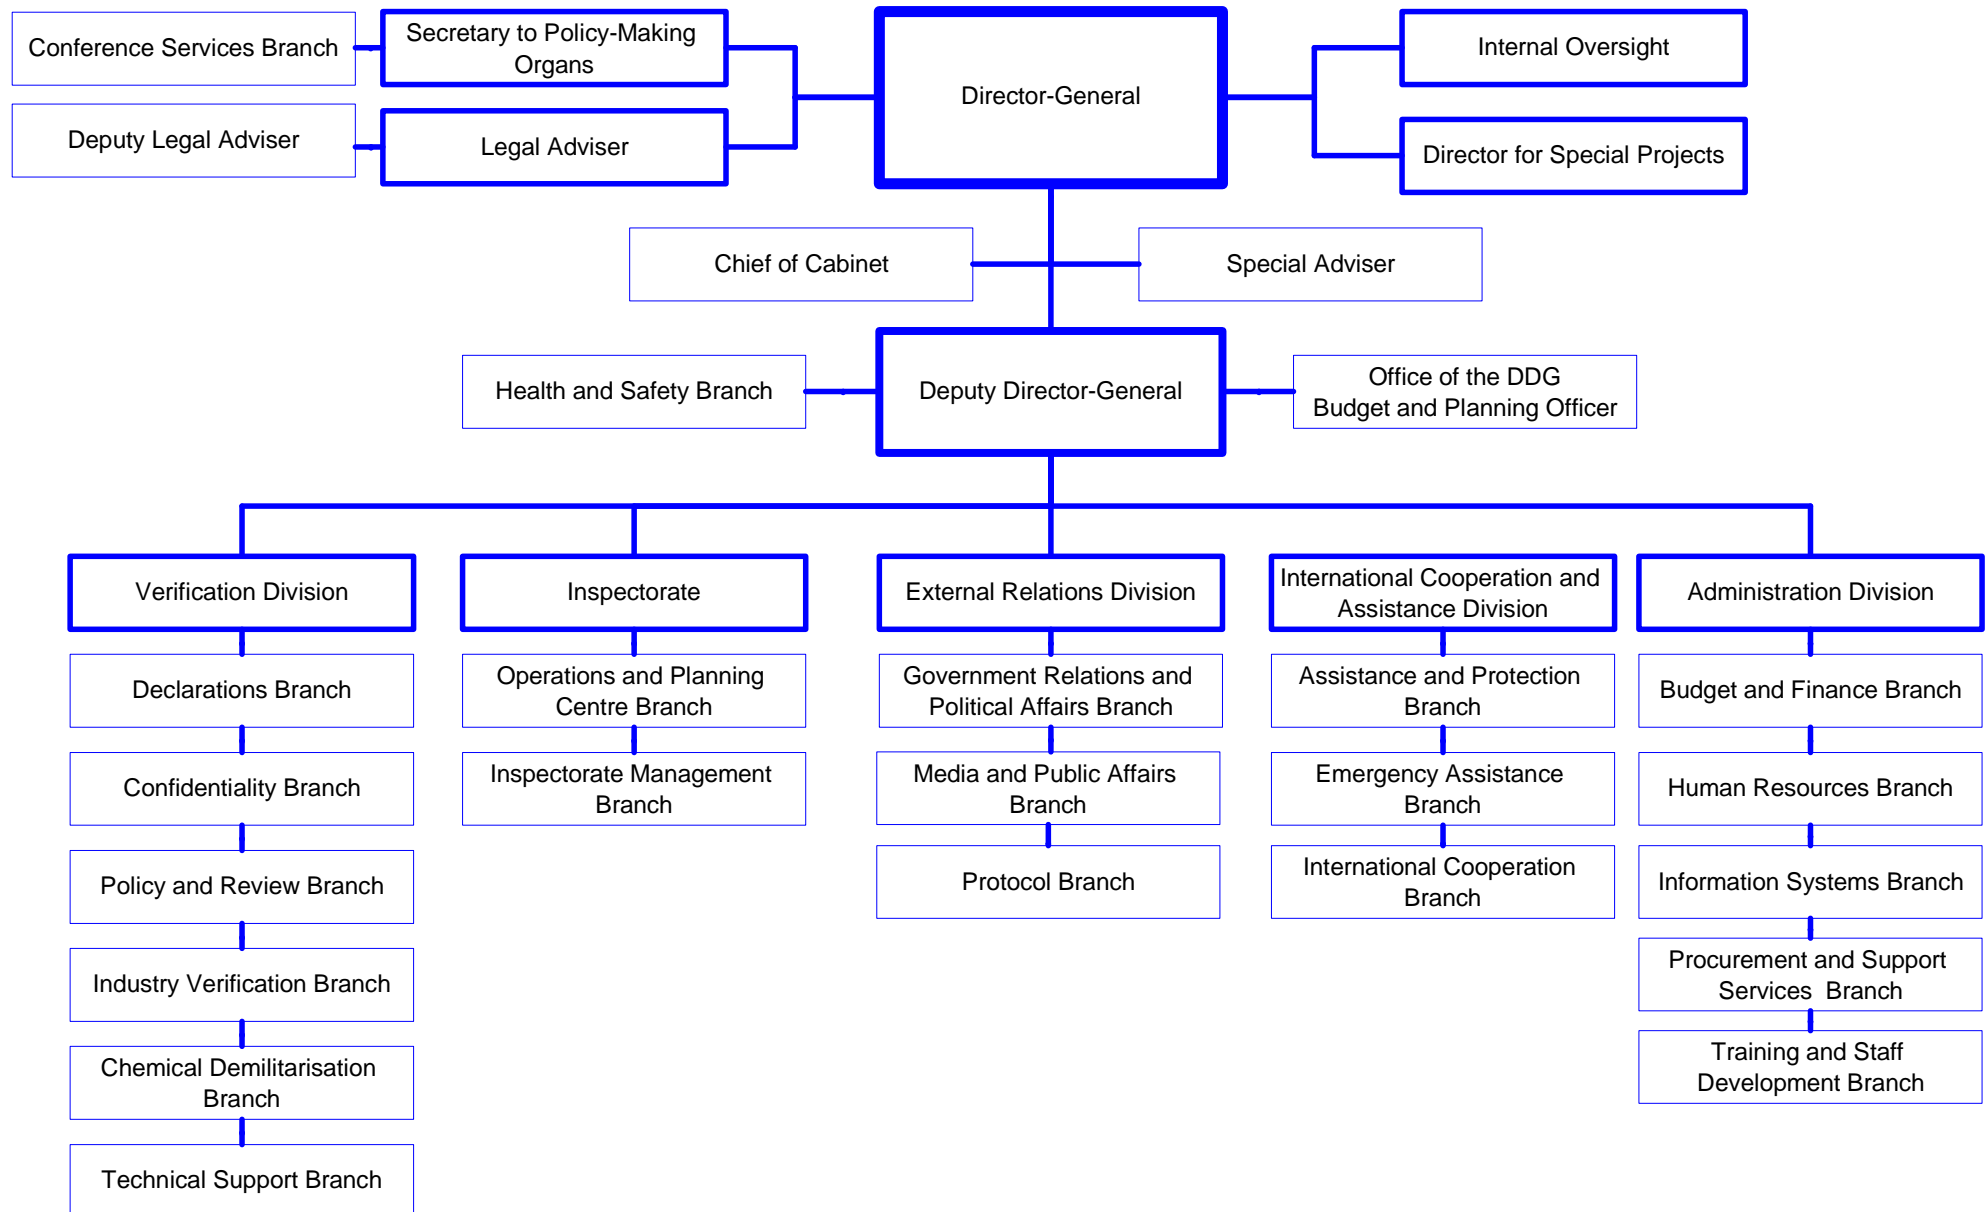 Conference Services Branch
Secretary to Policy-Making
Organs
Director-General
Internal Oversight
Deputy Legal Adviser
Legal Adviser
Director for Special Projects
Chief of Cabinet
Special Adviser
Health and Safety Branch
Deputy Director-General
Office of the DDG
Budget and Planning Officer
Verification Division
Inspectorate
External Relations Division
International Cooperation and
Assistance Division
Administration Division
Declarations Branch
Operations and Planning
Centre Branch
Government Relations and
Political Affairs Branch
Assistance and Protection
Branch
Budget and Finance Branch
Confidentiality Branch
Inspectorate Management
Branch
Media and Public Affairs
Branch
Emergency Assistance
Branch
Human Resources Branch
Policy and Review Branch
Protocol Branch
International Cooperation
Branch
Information Systems Branch
Industry Verification Branch
Procurement and Support
Services  Branch
Chemical Demilitarisation
Branch
Training and Staff
Development Branch
Technical Support Branch